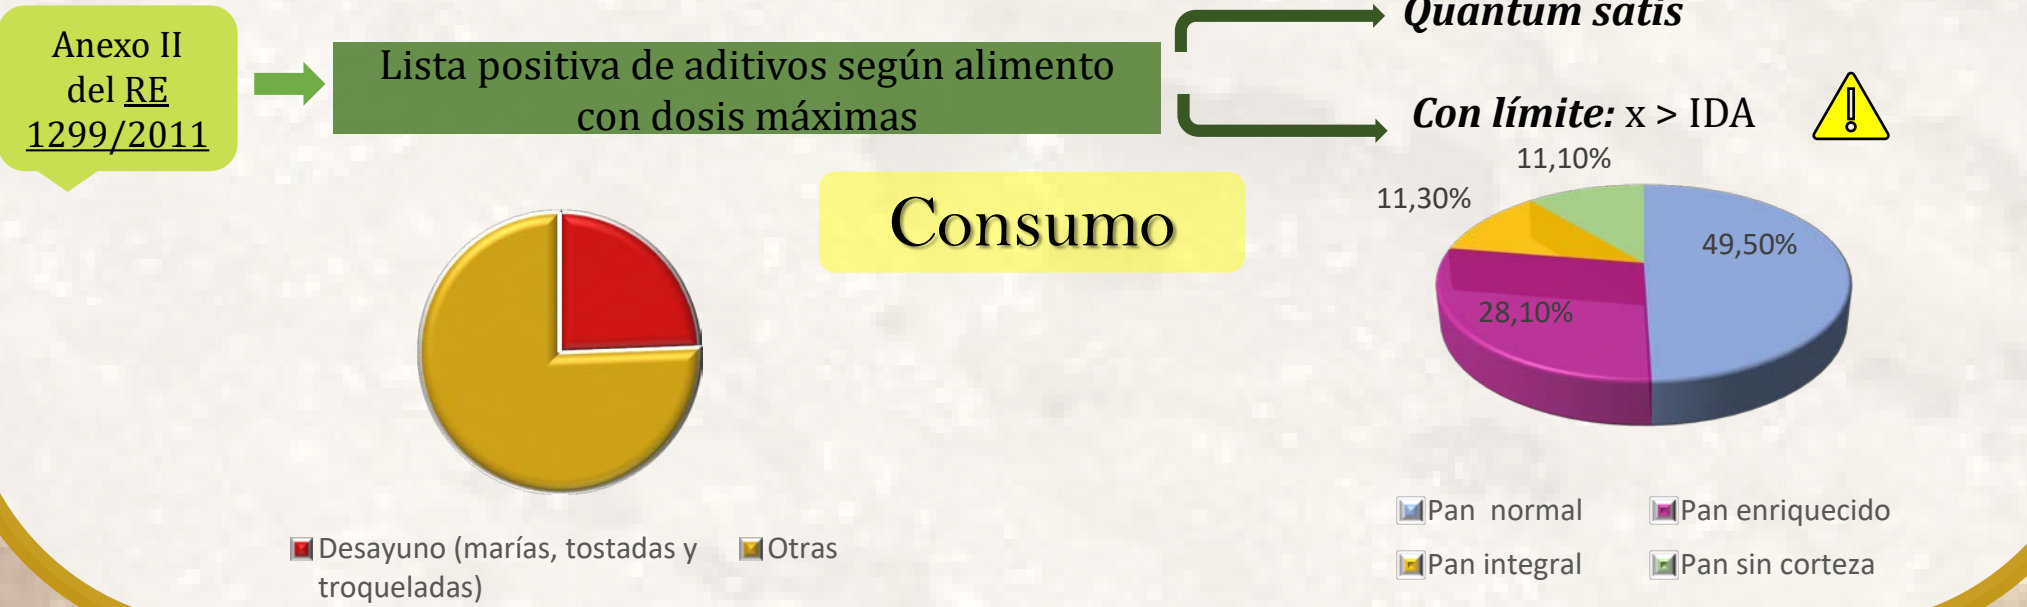 Anexo II
del RE
1299/2011
Lista positiva de aditivos según alimento
con dosis máximas
Quantum satis
Con límite: x > IDA
Consumo
Desayuno (marías, tostadas y
troqueladas)
Otras
11,10%
11,30%
49,50%
28,10%
Pan normal
Pan enriquecido
Pan integral
Pan sin corteza